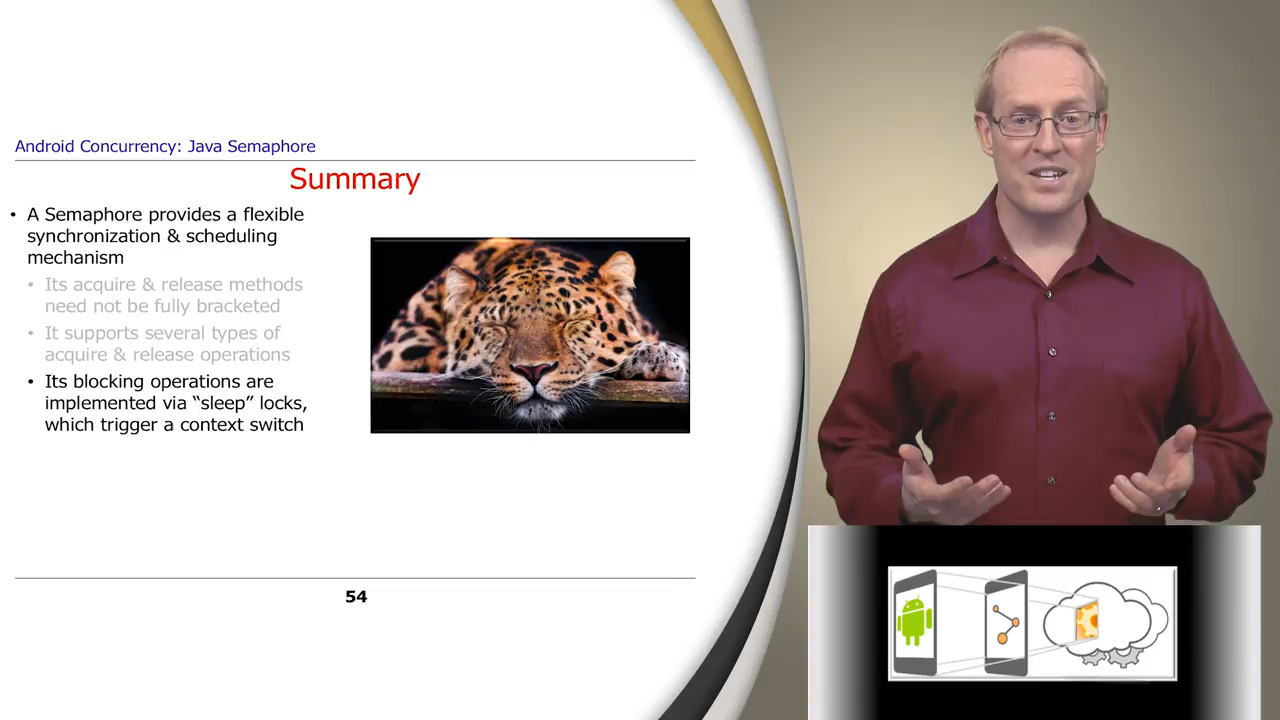 Android Concurrency: Java Semaphore
Summary
• A Semaphore provides a flexible
synchronization & scheduling
mechanism
• Its acquire & release methods
need not be fully bracketed
• It supports several types of
acquire & release operations
• Its blocking operations are
implemented via “sleep” locks,
which trigger a context switch
54